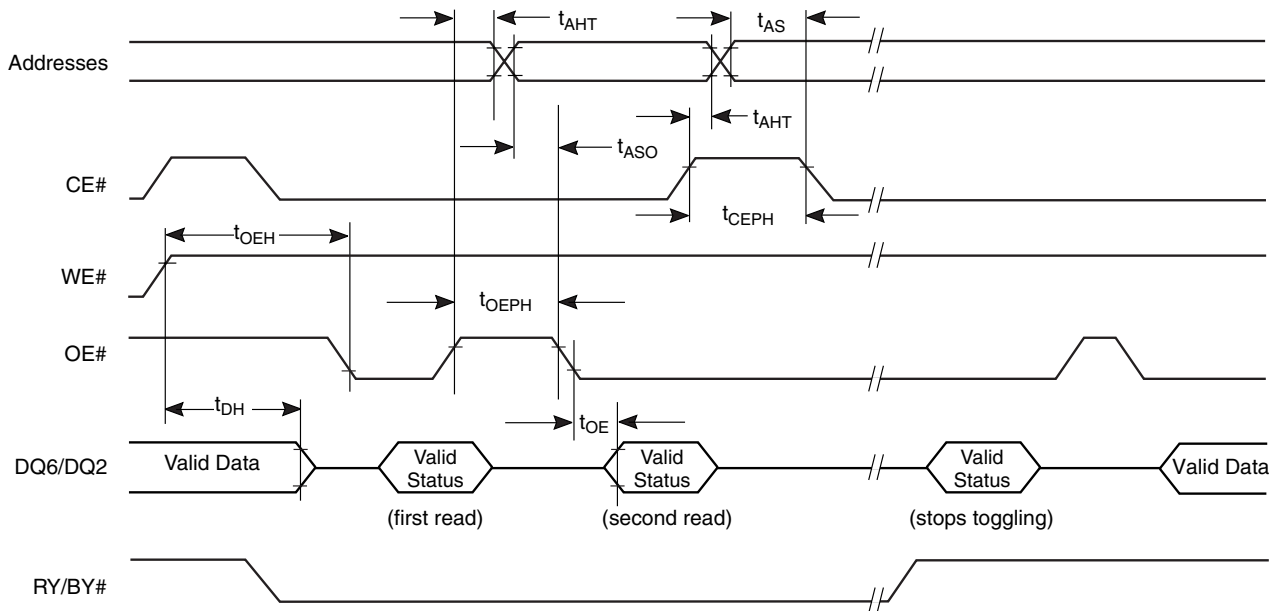 tAHT
tAS
Addresses
tAHT
tASO
CE#
tCEPH
tOEH
WE#
tOEPH
OE#
tDH
tOE
DQ6/DQ2
Valid Data
Valid
Status
Valid
Status
Valid
Status
Valid Data
(first read)
(second read)
(stops toggling)
RY/BY#